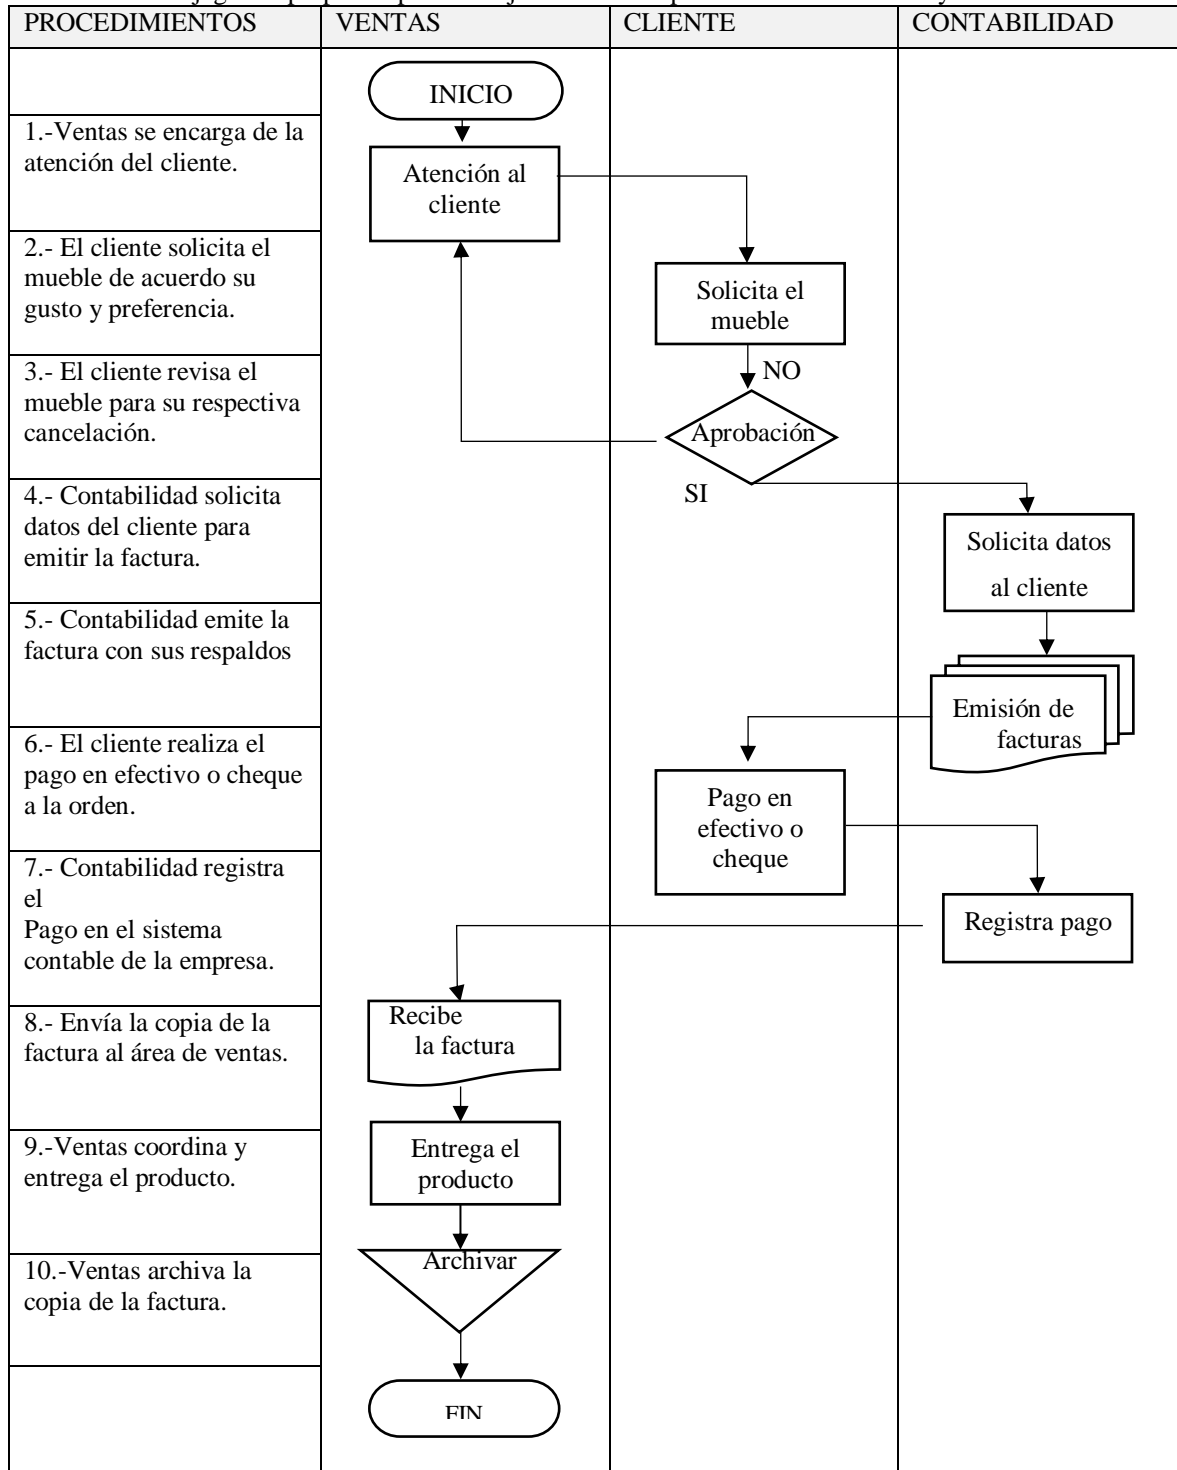 PROCEDIMIENTOS
VENTAS
CLIENTE
CONTABILIDAD
INICIO
1.-Ventas se encarga de la
atención del cliente.
Atención al
cliente
2.- El cliente solicita el
mueble de acuerdo su
gusto y preferencia.
Solicita el
mueble
3.- El cliente revisa el
mueble para su respectiva
cancelación.
NO
Aprobación
SI
4.- Contabilidad solicita
datos del cliente para
emitir la factura.
Solicita datos
al cliente
5.- Contabilidad emite la
factura con sus respaldos
Emisión de
facturas
6.- El cliente realiza el
pago en efectivo o cheque
a la orden.
Pago en
efectivo o
cheque
7.- Contabilidad registra
el
Pago en el sistema
contable de la empresa.
Registra pago
8.- Envía la copia de la
factura al área de ventas.
Recibe
la factura
9.-Ventas coordina y
entrega el producto.
Entrega el
producto
10.-Ventas archiva la
copia de la factura.
Archivar
FIN